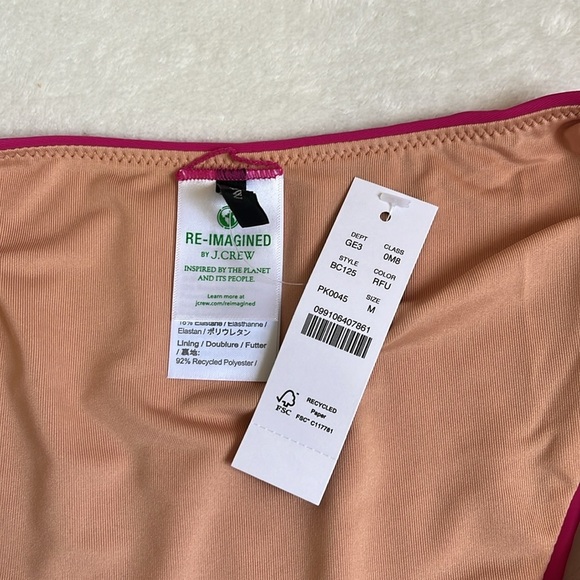 RE-IMAGINED
BY J.CREW
INSPIRED BY THE PLANET
AND ITS PEOPLE.
Learn more at
jcrew.com/reimagined
Elastane / Elasthanne /
Elastan / ポリウレタン
Lining / Doublure / Futter
/ 裏地:
92% Recycled Polyester /
DEPT CLASS
GE3 0M8
STYLE COLOR
BC125 RFU
SIZE
PK0045 M
099106407861
FSC
RECYCLED
Paper
FSC® C117781